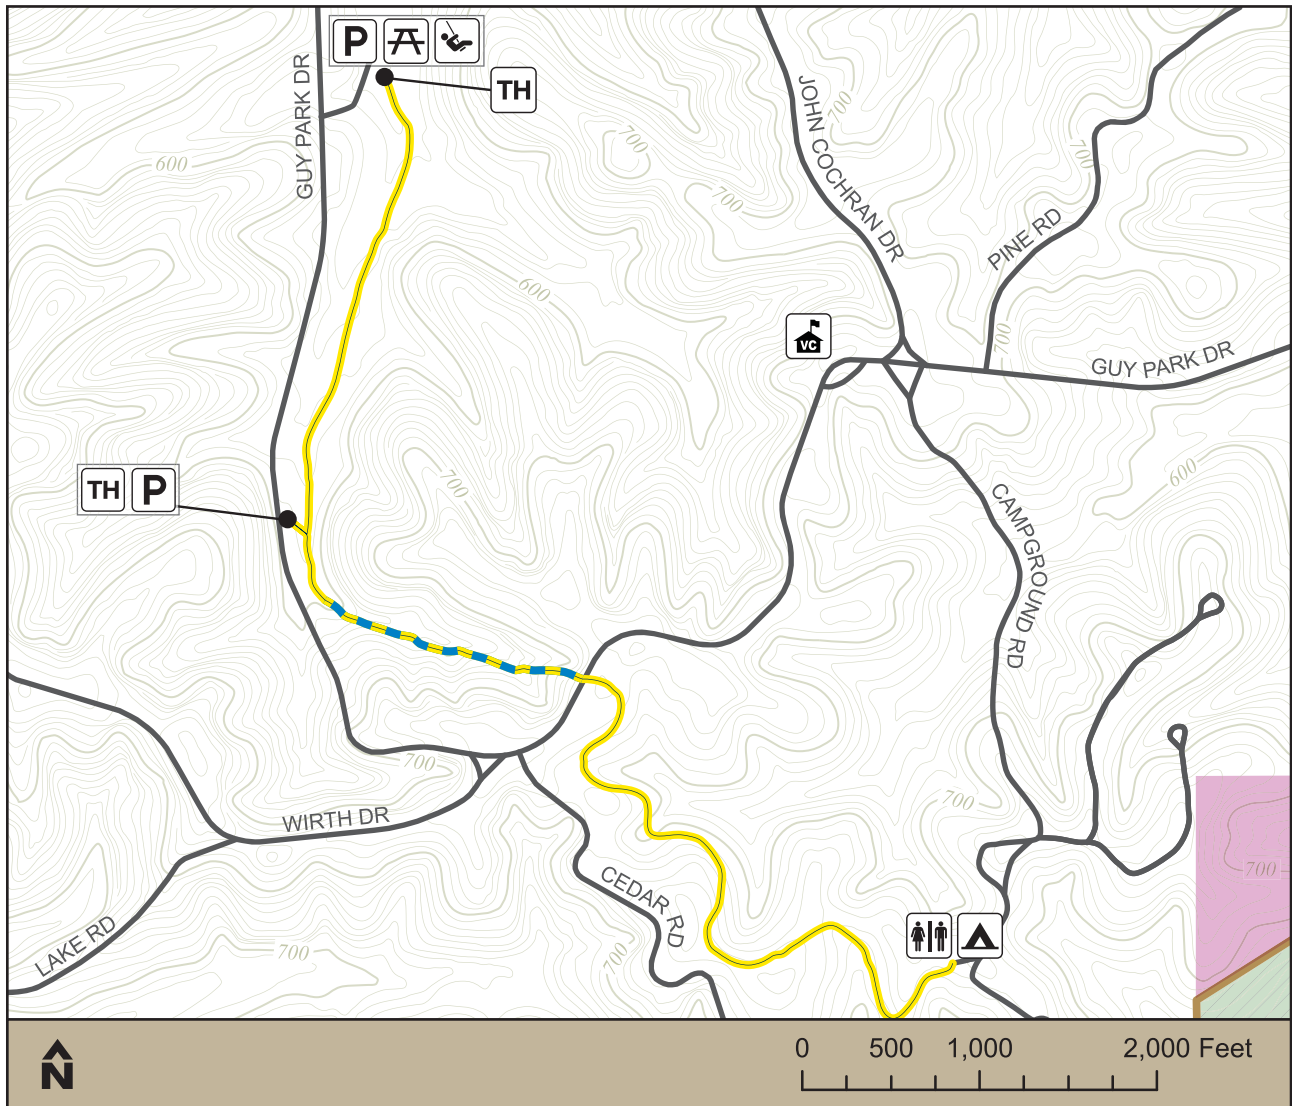 P
TH
GUY PARK DR
JOHN COCHRAN DR
700
700
700
700
600
PINE RD
600
700
VC
GUY PARK DR
TH P
700
600
CAMPGROUND RD
700
WIRTH DR
700
700
CEDAR RD
LAKE RD
700
700
N
0 500 1,000 2,000 Feet